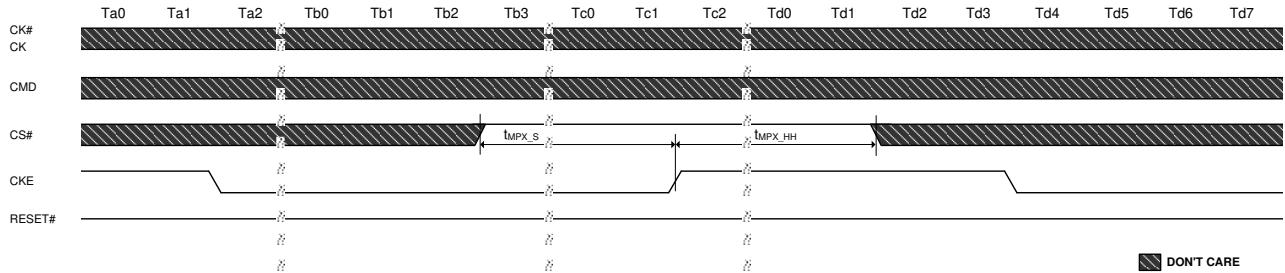 Ta0 Ta1 Ta2 Tb0 Tb1 Tb2 Tb3 Tc0 Tc1 Tc2 Td0 Td1 Td2 Td3 Td4 Td5 Td6 Td7
CK#
CK
CMD
CS#
tMPX_S tMPX_HH
CKE
RESET#
DON'T CARE